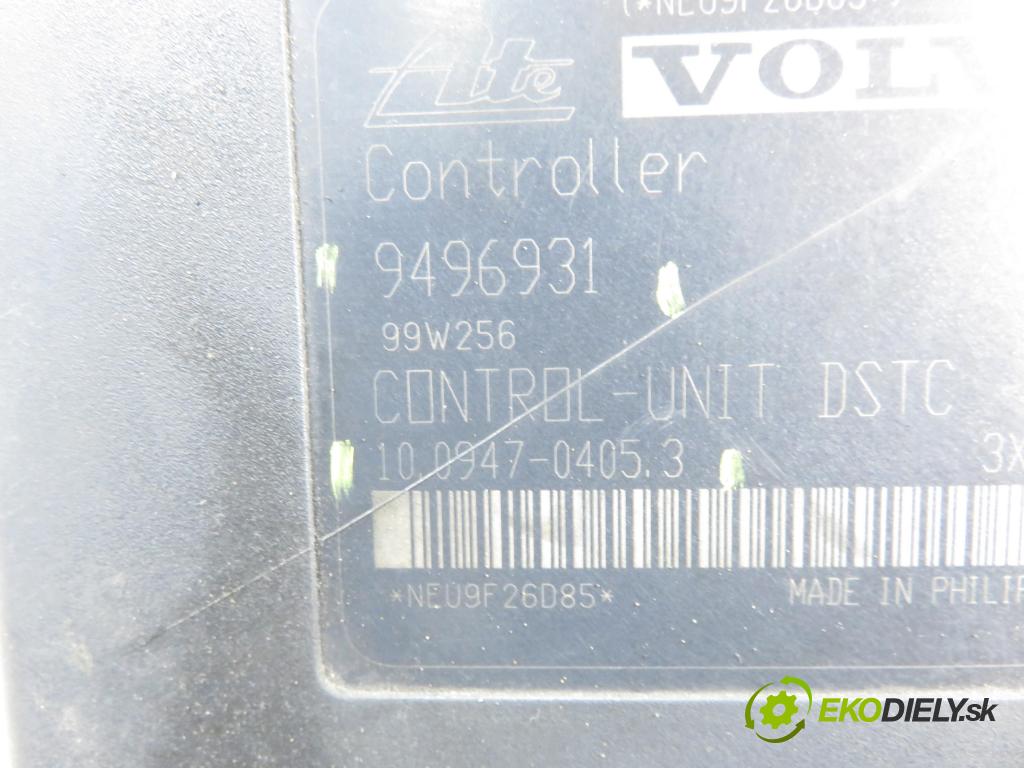 Ate VOLV
Controller
9496931
99W256
CONTROL-UNIT DSTC
10.0947-0405.3 3X
*NEU9F26D85*
MADE IN PHILIP
EKODIELY.sk